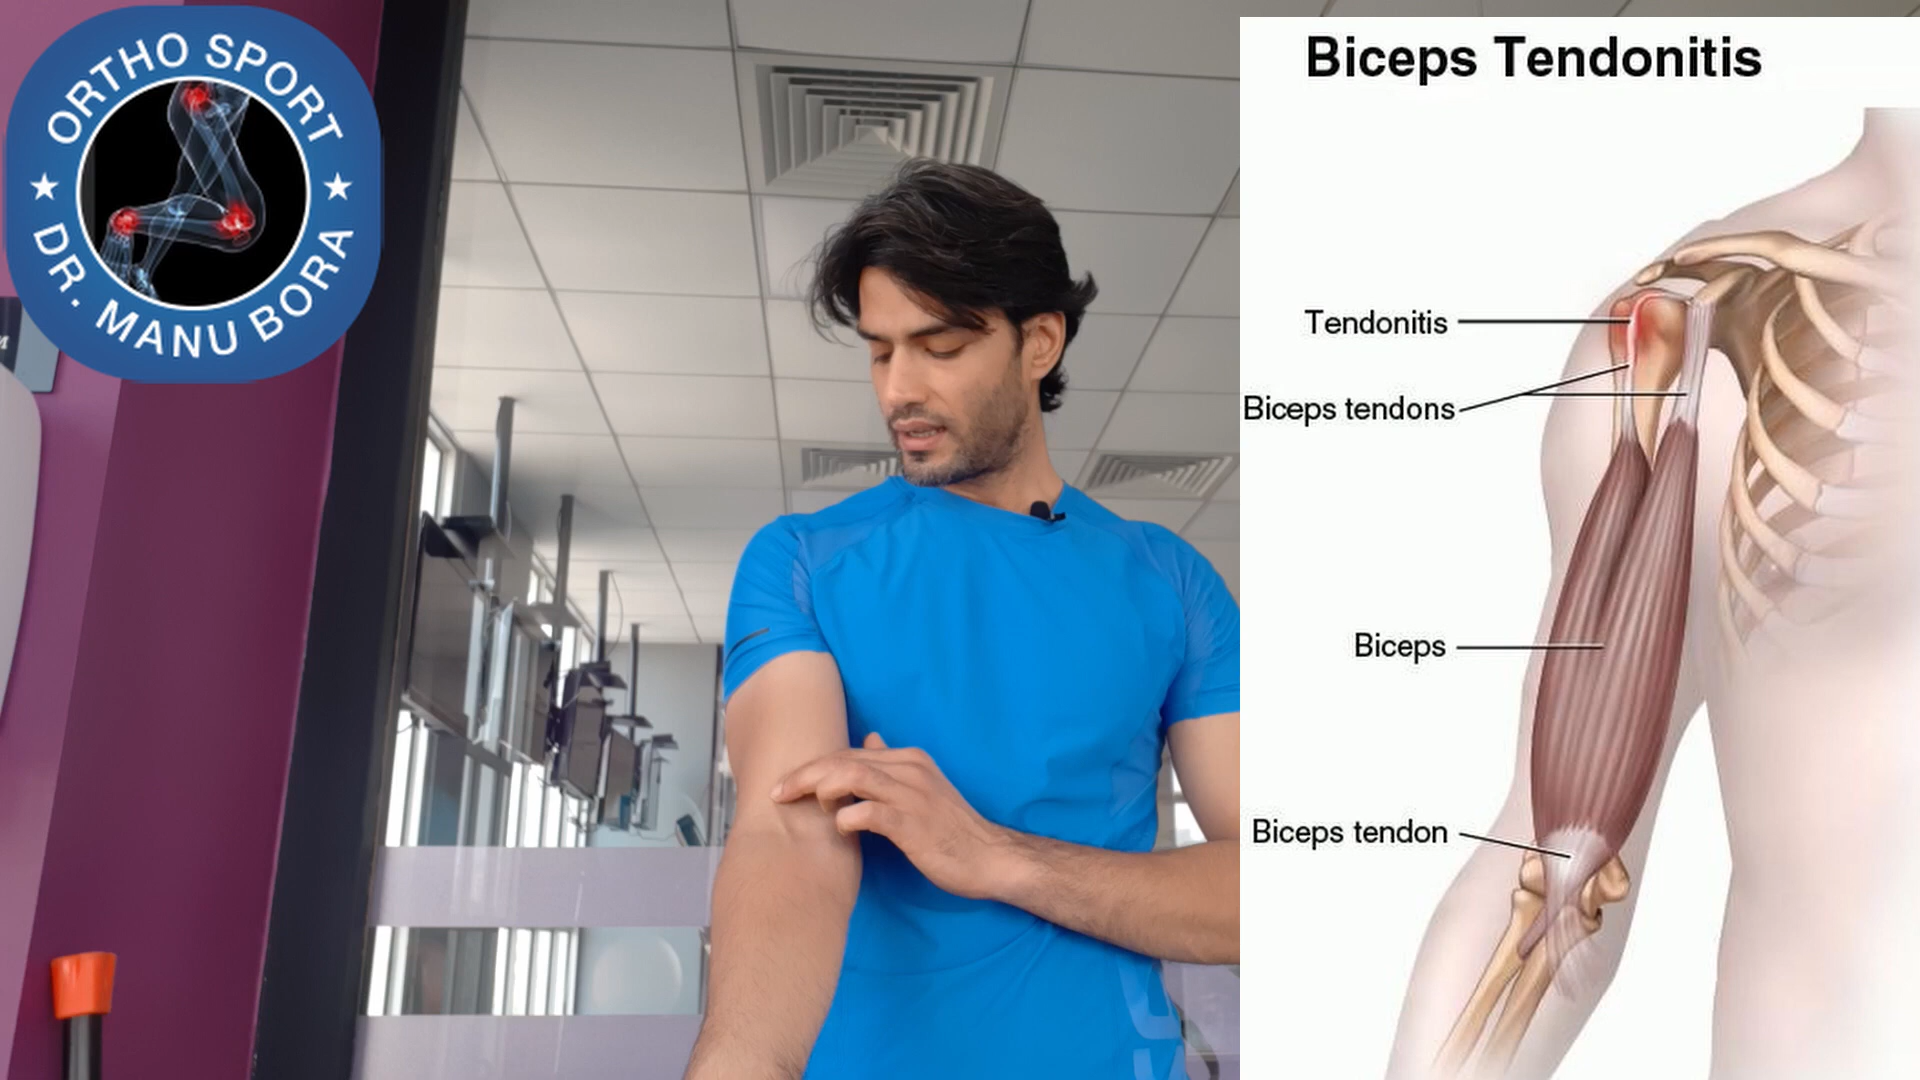 ORTHO SPORT
DR. MANU BORA
Biceps Tendonitis
Tendonitis
Biceps tendons
Biceps
Biceps tendon